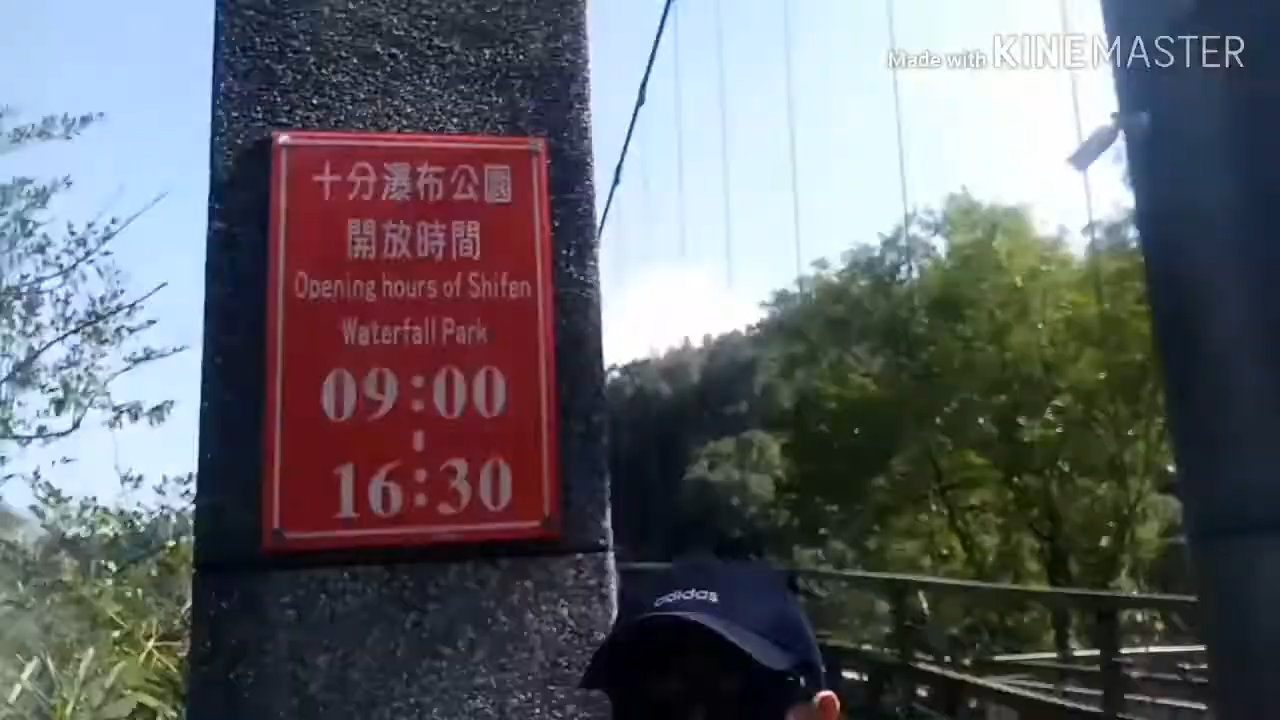 Made with KINEMASTER
十分瀑布公園
開放時間
Opening hours of Shifen
Waterfall Park
09:00
-
16:30
adidas